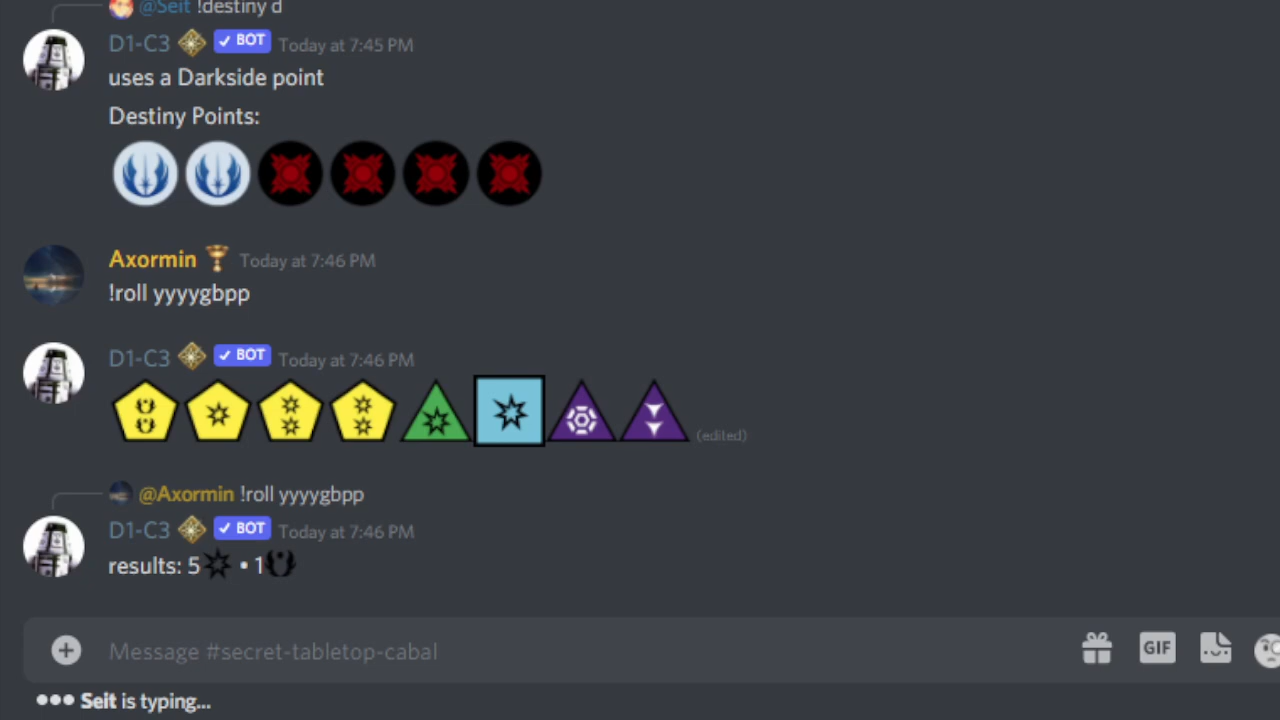 @Seit !destiny d
D1-C3 ✓ BOT Today at 7:45 PM
uses a Darkside point
Destiny Points:
Axormin Today at 7:46 PM
!roll yyyygbpp
D1-C3 ✓ BOT Today at 7:46 PM
(edited)
@Axormin !roll yyyygbpp
D1-C3 ✓ BOT Today at 7:46 PM
results: 5 • 1
Message #secret-tabletop-cabal
GIF
Seit is typing...